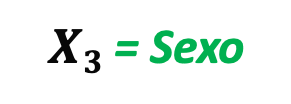 X₃ = Sexo